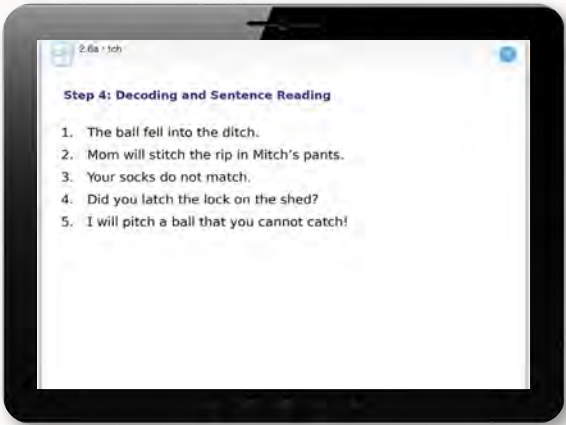 2.6a · tch
Step 4: Decoding and Sentence Reading
1. The ball fell into the ditch.
2. Mom will stitch the rip in Mitch's pants.
3. Your socks do not match.
4. Did you latch the lock on the shed?
5. I will pitch a ball that you cannot catch!